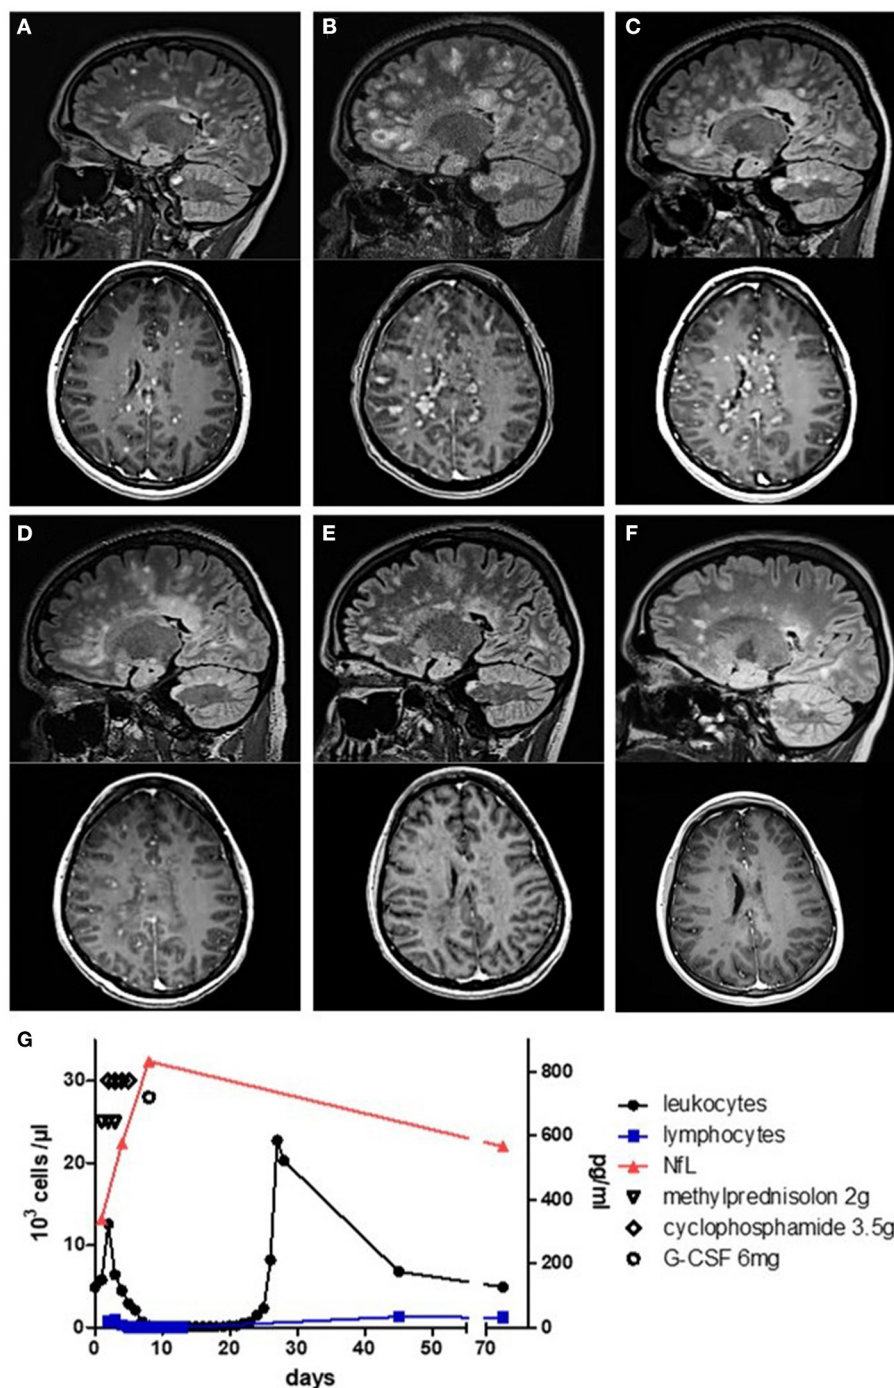 A B C
D E F
G
30
20
10
0
10³ cells /µl
800
600
400
200
0
pg/ml
0 10 20 30 40 50 70
days
leukocytes
lymphocytes
NfL
methylprednisolon 2g
cyclophosphamide 3.5g
G-CSF 6mg